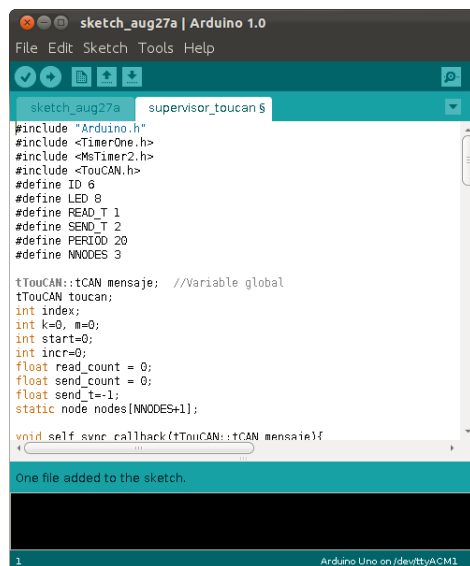 sketch_aug27a | Arduino 1.0
File Edit Sketch Tools Help
sketch_aug27a supervisor_toucan §
#include "Arduino.h"
#include <TimerOne.h>
#include <MsTimer2.h>
#include <TouCAN.h>
#define ID 6
#define LED 8
#define READ_T 1
#define SEND_T 2
#define PERIOD 20
#define NNODES 3
tTouCAN::tCAN mensaje;  //Variable global
tTouCAN toucan;
int index;
int k=0, m=0;
int start=0;
int incr=0;
float read_count = 0;
float send_count = 0;
float send_t=-1;
static node nodes[NNODES+1];
void self_sync_callback(tTouCAN::tCAN mensaje){
One file added to the sketch.
1 Arduino Uno on /dev/ttyACM1